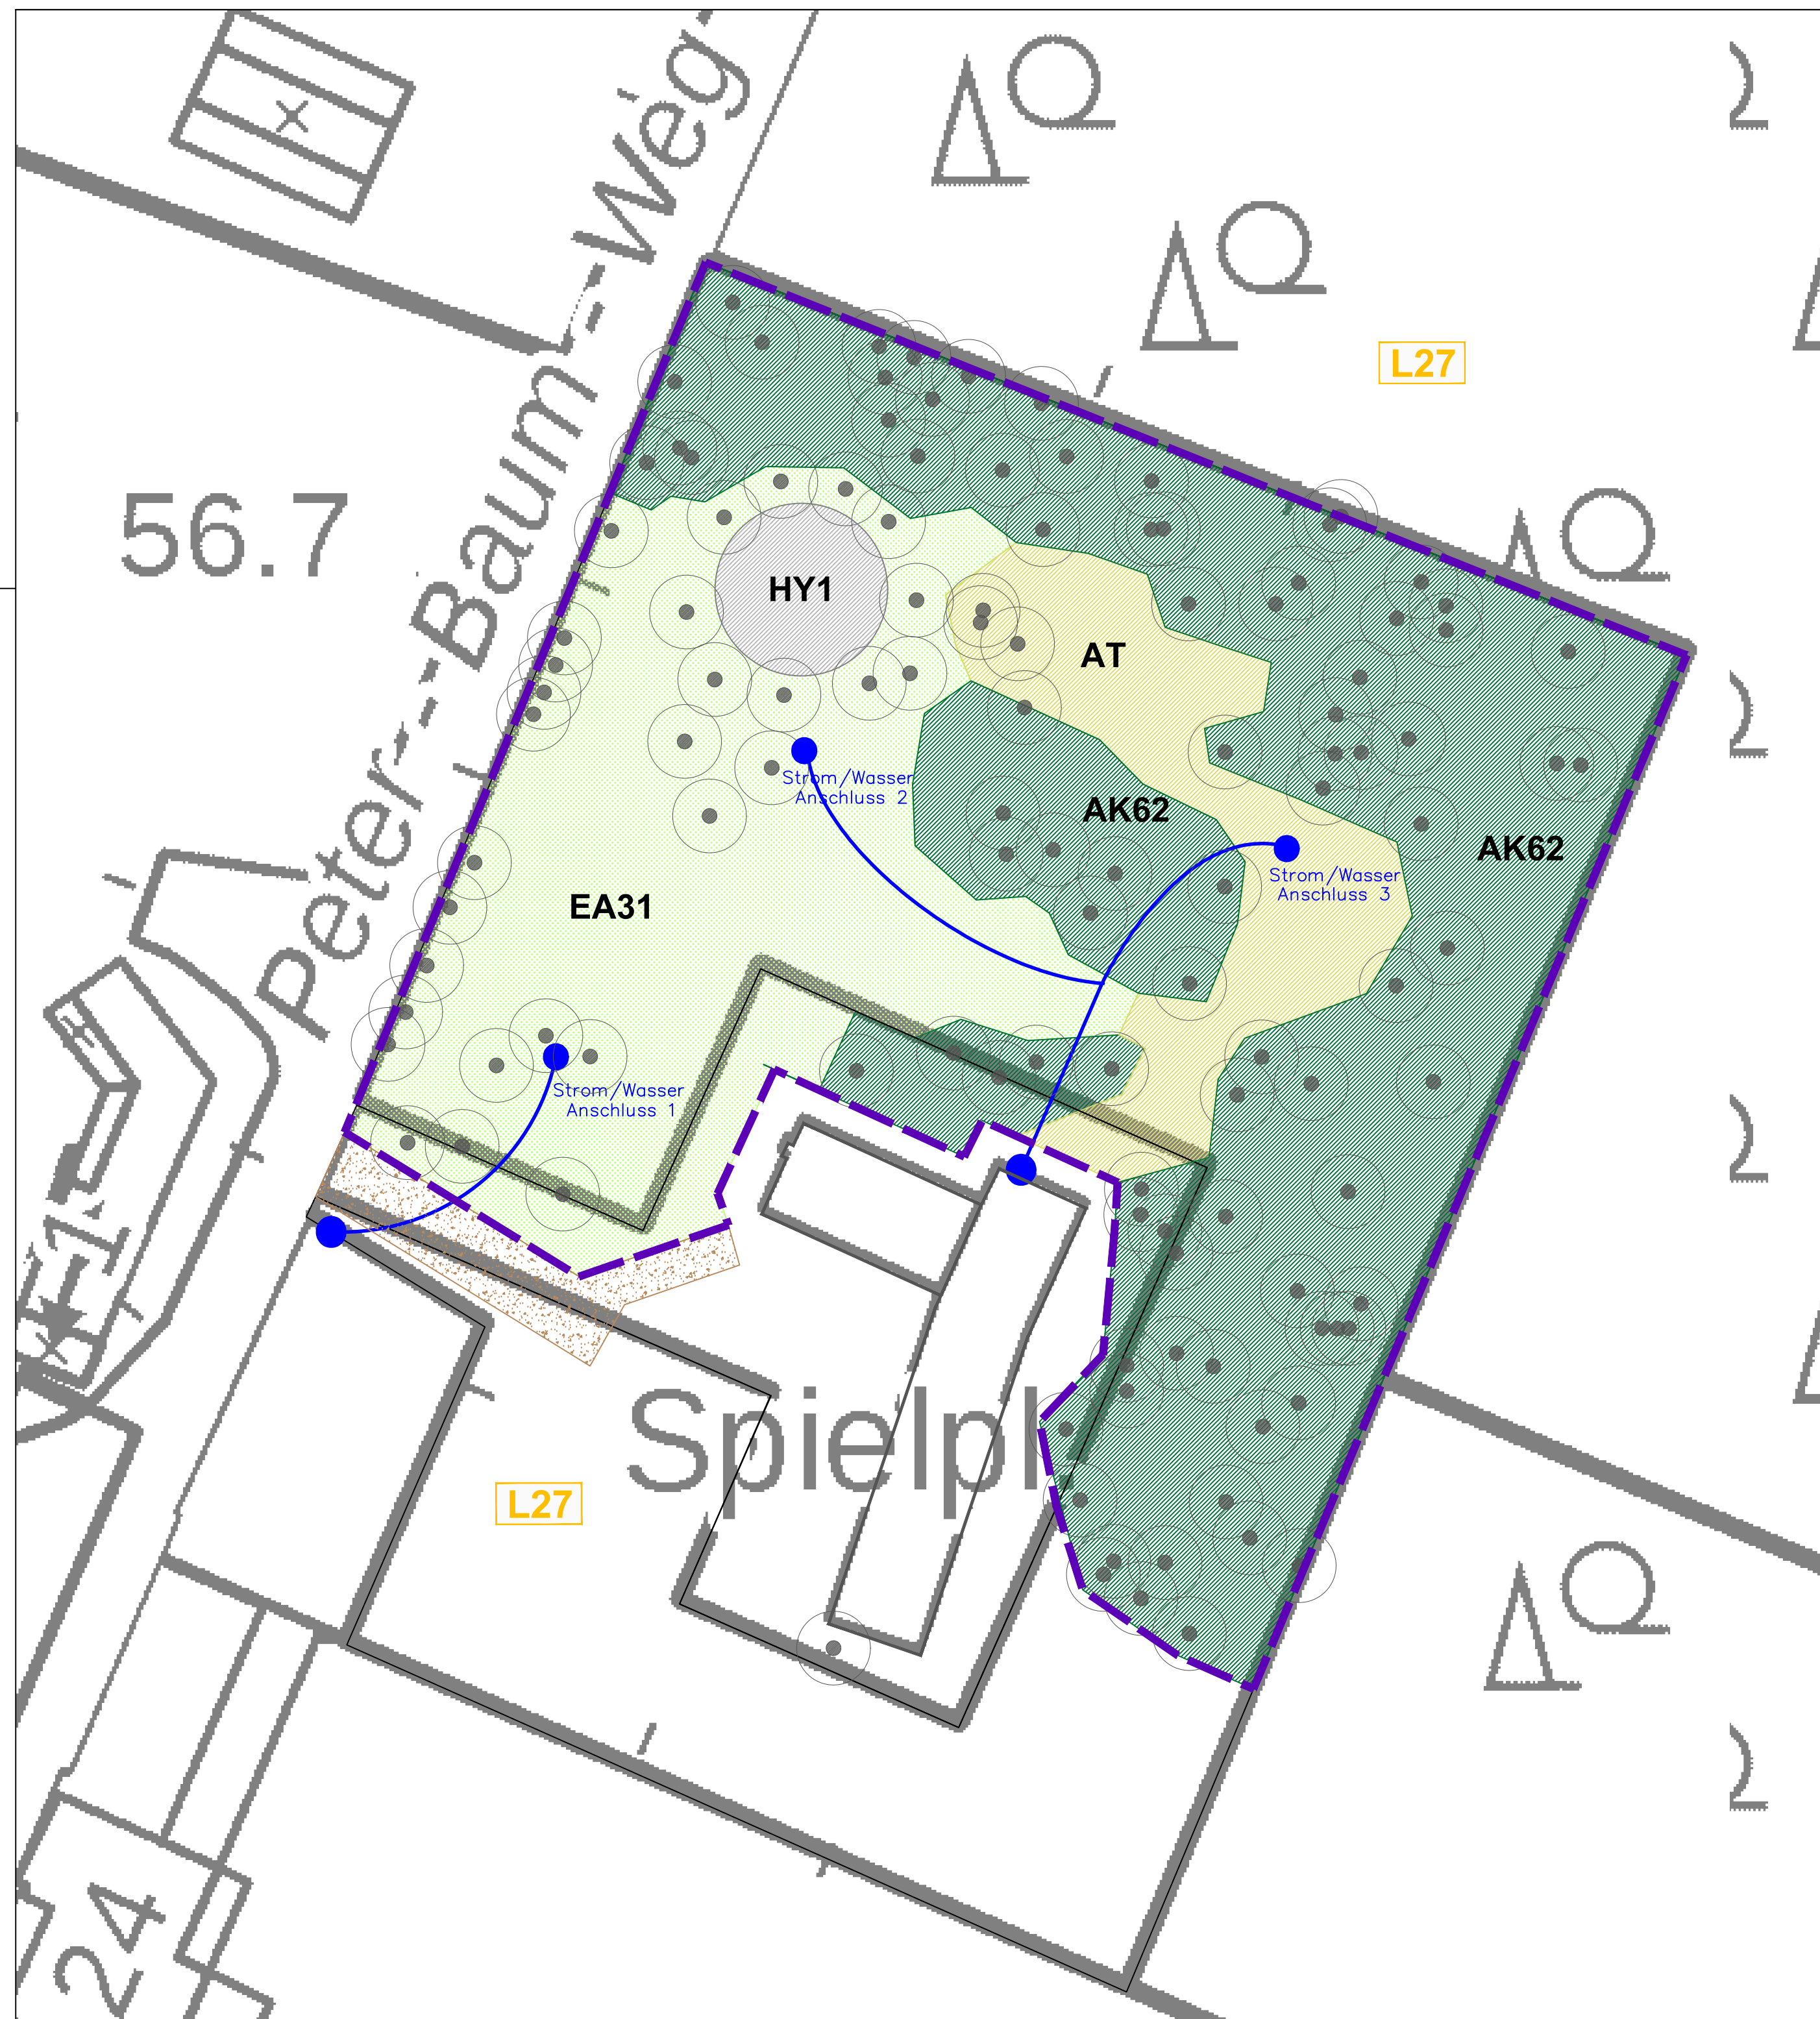 Peter--Baum--Weg
L27
56.7
HY1
AT
AK62
AK62
Strom/Wasser
Anschluss 2
Strom/Wasser
Anschluss 3
EA31
Strom/Wasser
Anschluss 1
Spielpl.
L27
24